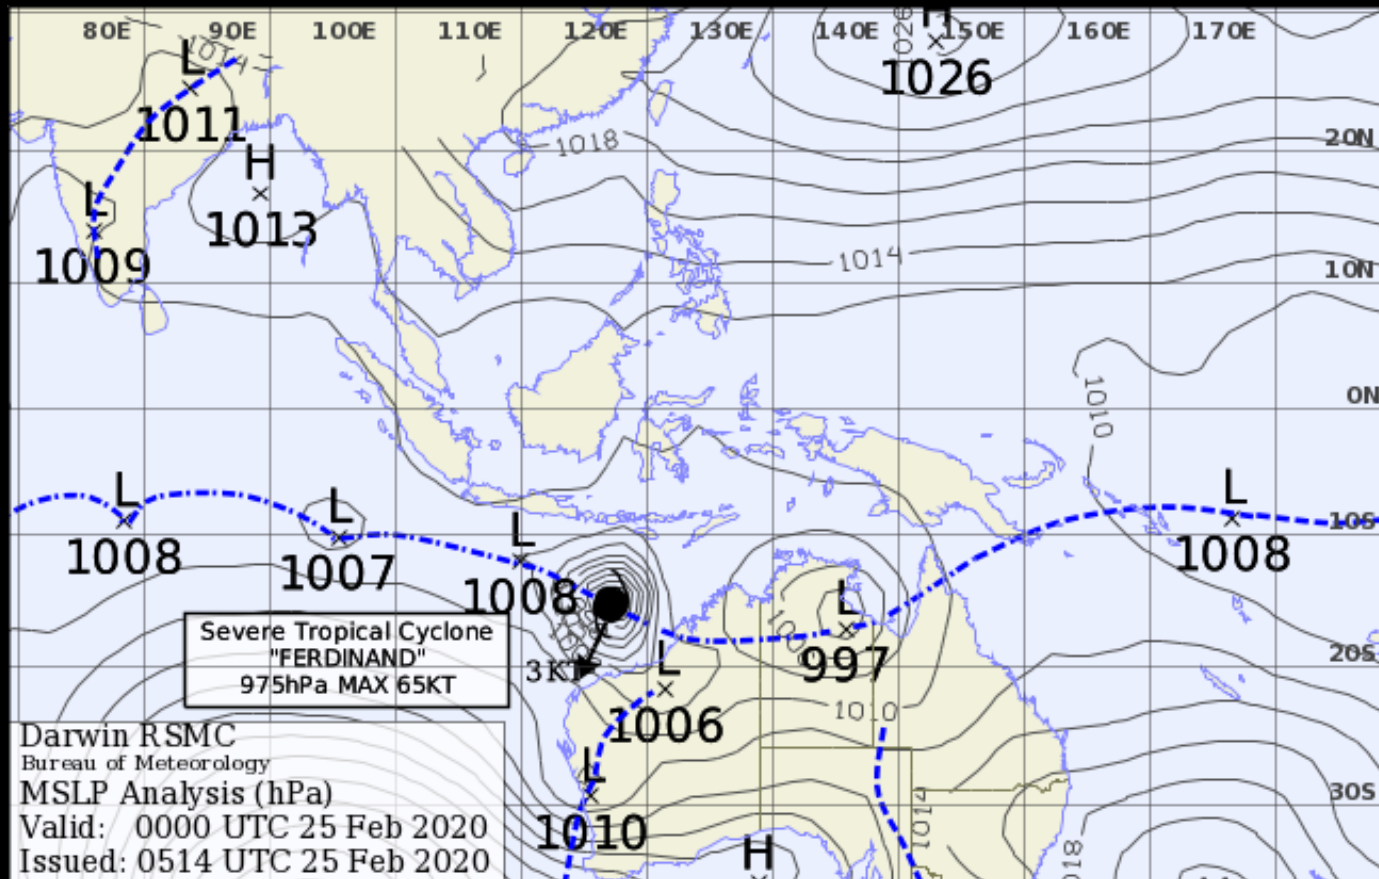 80E 90E 100E 110E 120E 130E 140E 150E 160E 170E
H
1026
1026
L
1014
1011
20N
1018
H
1013
L
1009
1014
10N
0N
1010
L
1008
L
1007
L
1008
L
1008
10S
Severe Tropical Cyclone
"FERDINAND"
975hPa MAX 65KT
L
997
20S
L
1006
1010
Darwin RSMC
Bureau of Meteorology
MSLP Analysis (hPa)
Valid: 0000 UTC 25 Feb 2020
Issued: 0514 UTC 25 Feb 2020
L
1010
30S
1014
H